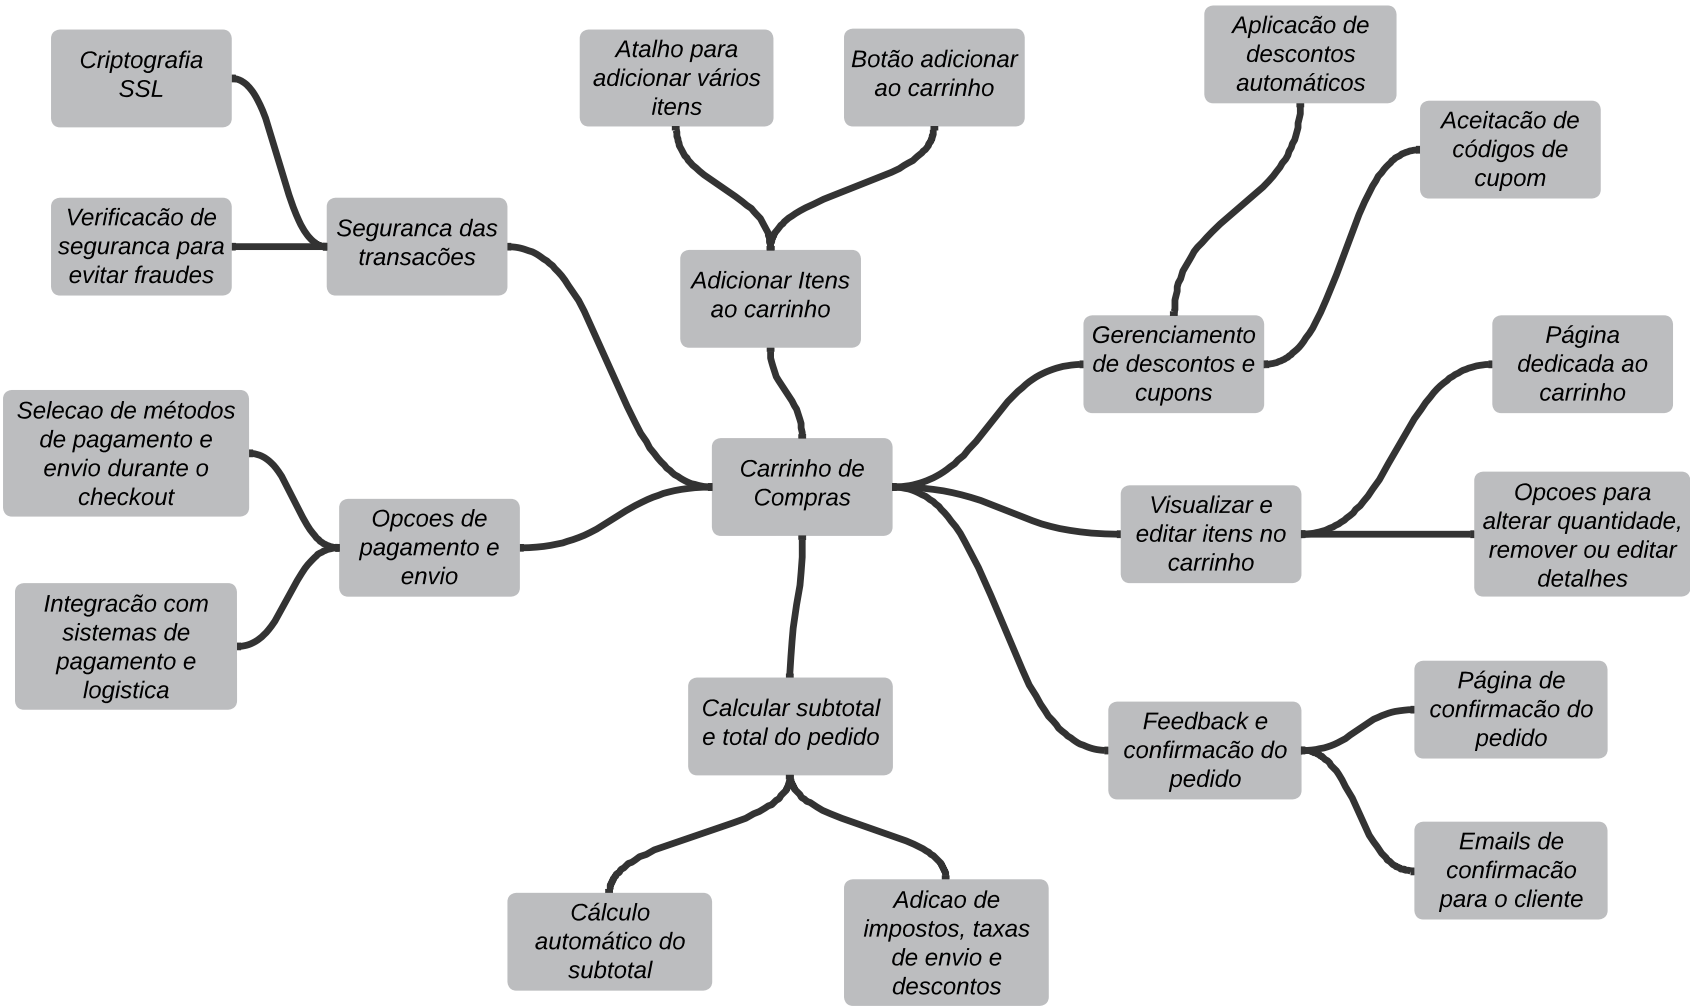 Criptografia
SSL
Atalho para
adicionar vários
itens
Botão adicionar
ao carrinho
Aplicacão de
descontos
automáticos
Aceitacão de
códigos de
cupom
Verificacão de
seguranca para
evitar fraudes
Seguranca das
transacões
Adicionar Itens
ao carrinho
Gerenciamento
de descontos e
cupons
Página
dedicada ao
carrinho
Selecao de métodos
de pagamento e
envio durante o
checkout
Opcoes de
pagamento e
envio
Carrinho de
Compras
Visualizar e
editar itens no
carrinho
Opcoes para
alterar quantidade,
remover ou editar
detalhes
Integracão com
sistemas de
pagamento e
logistica
Calcular subtotal
e total do pedido
Feedback e
confirmacão do
pedido
Página de
confirmacão do
pedido
Emails de
confirmacão
para o cliente
Cálculo
automático do
subtotal
Adicao de
impostos, taxas
de envio e
descontos